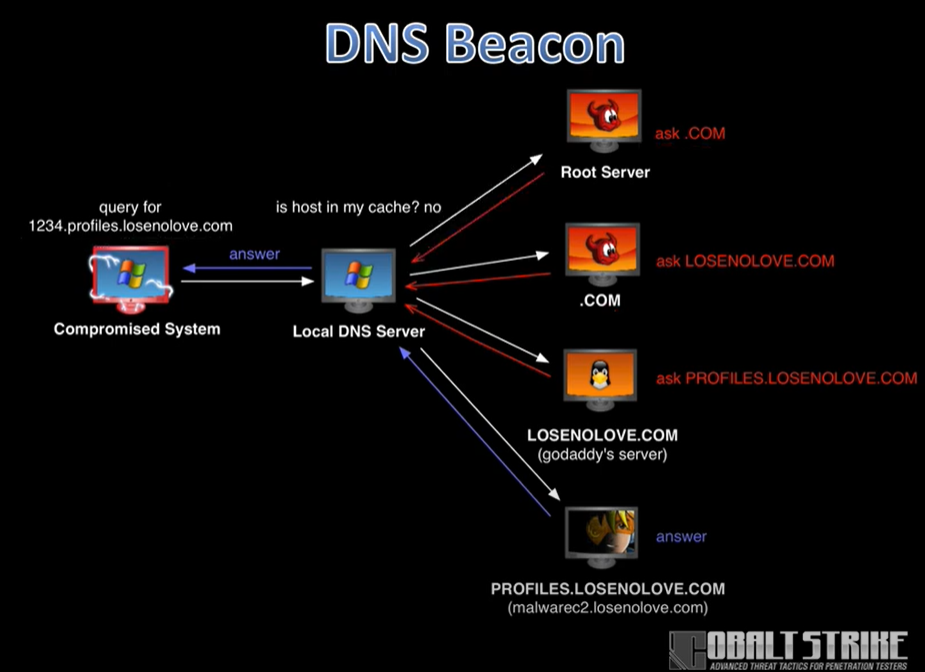 DNS Beacon
ask .COM
Root Server
query for
1234.profiles.losenolove.com
is host in my cache? no
answer
ask LOSENOLOVE.COM
.COM
Compromised System
Local DNS Server
ask PROFILES.LOSENOLOVE.COM
LOSENOLOVE.COM
(godaddy's server)
answer
PROFILES.LOSENOLOVE.COM
(malwarec2.losenolove.com)
COBALT STRIKE
ADVANCED THREAT TACTICS FOR PENETRATION TESTERS